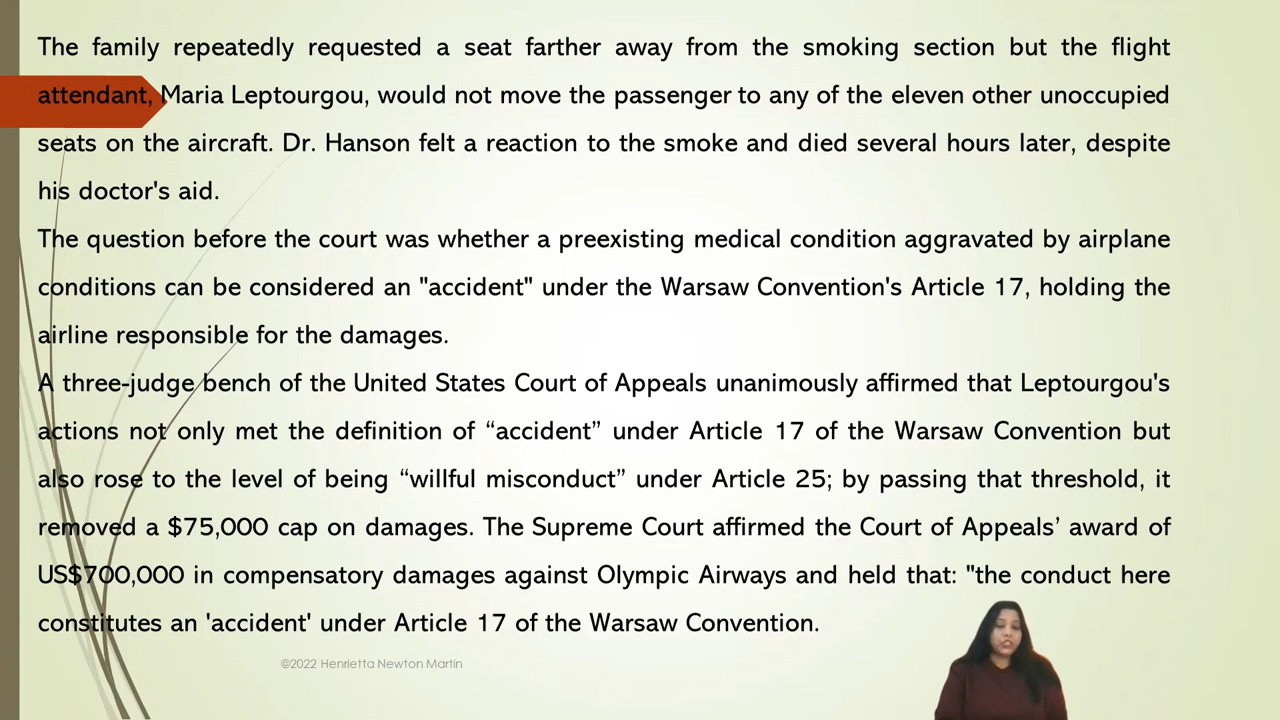 The family repeatedly requested a seat farther away from the smoking section but the flight
attendant, Maria Leptourgou, would not move the passenger to any of the eleven other unoccupied
seats on the aircraft. Dr. Hanson felt a reaction to the smoke and died several hours later, despite
his doctor's aid.
The question before the court was whether a preexisting medical condition aggravated by airplane
conditions can be considered an "accident" under the Warsaw Convention's Article 17, holding the
airline responsible for the damages.
A three-judge bench of the United States Court of Appeals unanimously affirmed that Leptourgou's
actions not only met the definition of “accident” under Article 17 of the Warsaw Convention but
also rose to the level of being “willful misconduct” under Article 25; by passing that threshold, it
removed a $75,000 cap on damages. The Supreme Court affirmed the Court of Appeals’ award of
US$700,000 in compensatory damages against Olympic Airways and held that: "the conduct here
constitutes an 'accident' under Article 17 of the Warsaw Convention.
©2022 Henrietta Newton Martin